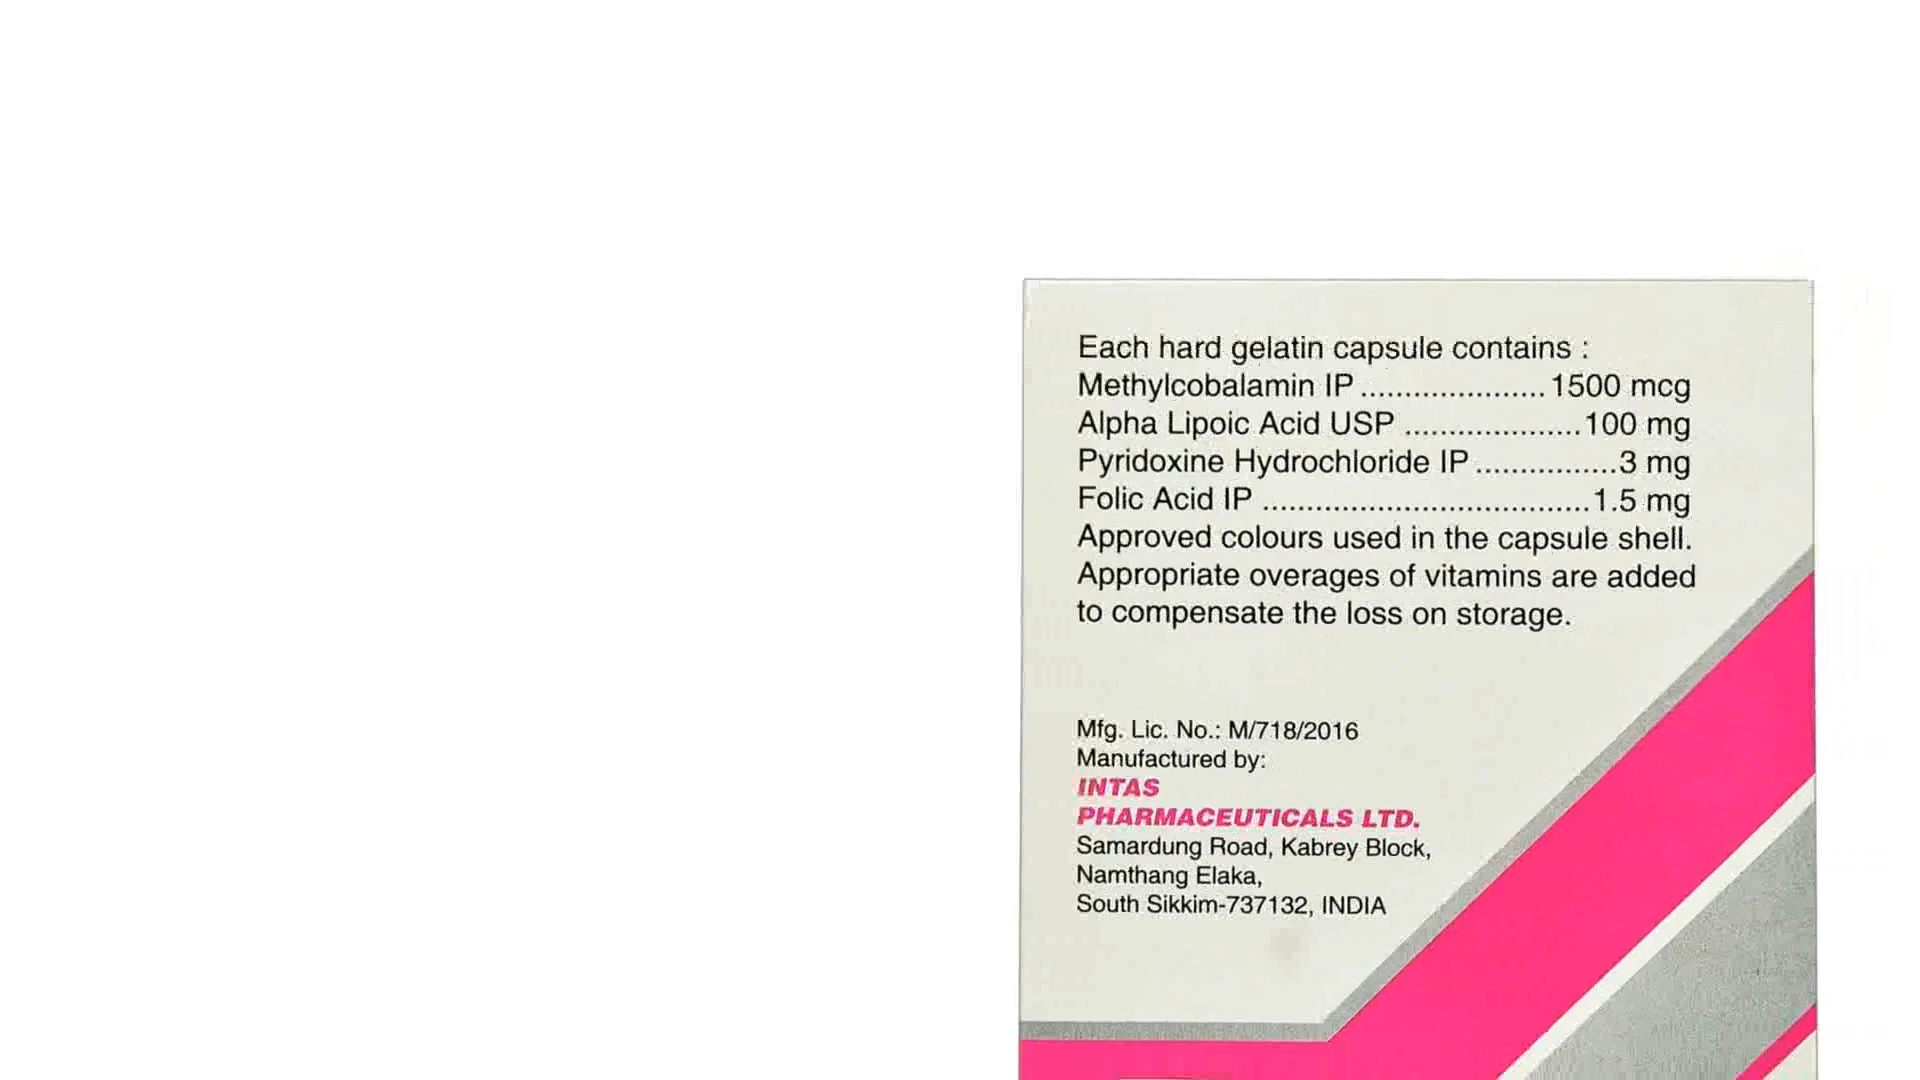 Each hard gelatin capsule contains :
Methylcobalamin IP ..................... 1500 mcg
Alpha Lipoic Acid USP ....................100 mg
Pyridoxine Hydrochloride IP................3 mg
Folic Acid IP .....................................1.5 mg
Approved colours used in the capsule shell.
Appropriate overages of vitamins are added
to compensate the loss on storage.
Mfg. Lic. No.: M/718/2016
Manufactured by:
INTAS
PHARMACEUTICALS LTD.
Samardung Road, Kabrey Block,
Namthang Elaka,
South Sikkim-737132, INDIA